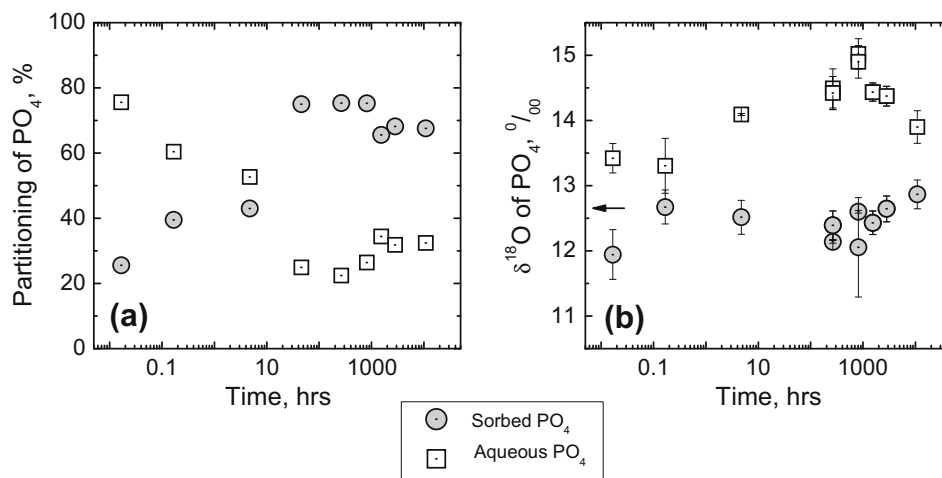 100
80
60
40
20
0
Partitioning of PO₄, %
(a)
0.1
10
1000
Time, hrs
15
14
13
12
11
δ¹⁸O of PO₄, ⁰/₀₀
(b)
0.1
10
1000
Time, hrs
Sorbed PO₄
Aqueous PO₄